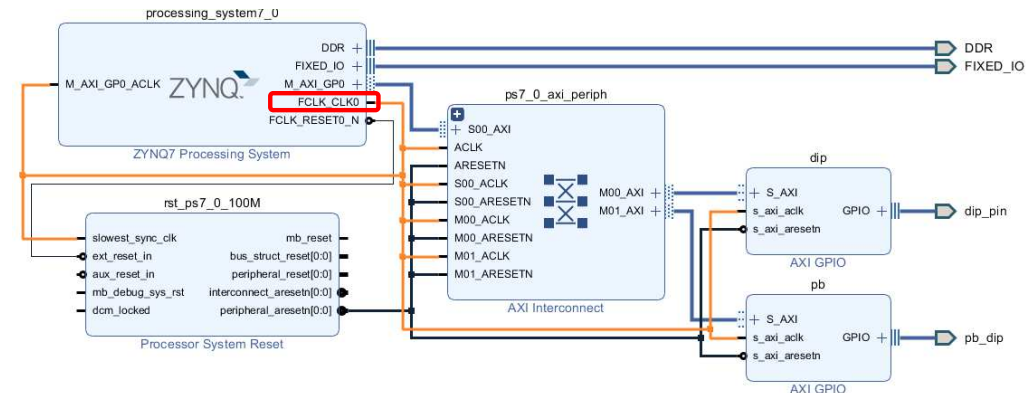 processing_system7_0
DDR
FIXED_IO
M_AXI_GP0_ACLK
ZYNQ
M_AXI_GP0
FCLK_CLK0
FCLK_RESET0_N
ZYNQ7 Processing System
DDR
FIXED_IO
ps7_0_axi_periph
S00_AXI
ACLK
ARESETN
S00_ACLK
S00_ARESETN
M00_ACLK
M00_ARESETN
M01_ACLK
M01_ARESETN
M00_AXI
M01_AXI
AXI Interconnect
rst_ps7_0_100M
slowest_sync_clk
ext_reset_in
aux_reset_in
mb_debug_sys_rst
dcm_locked
mb_reset
bus_struct_reset[0:0]
peripheral_reset[0:0]
interconnect_aresetn[0:0]
peripheral_aresetn[0:0]
Processor System Reset
dip
S_AXI
s_axi_aclk
s_axi_aresetn
GPIO
AXI GPIO
dip_pin
pb
S_AXI
s_axi_aclk
s_axi_aresetn
GPIO
AXI GPIO
pb_dip